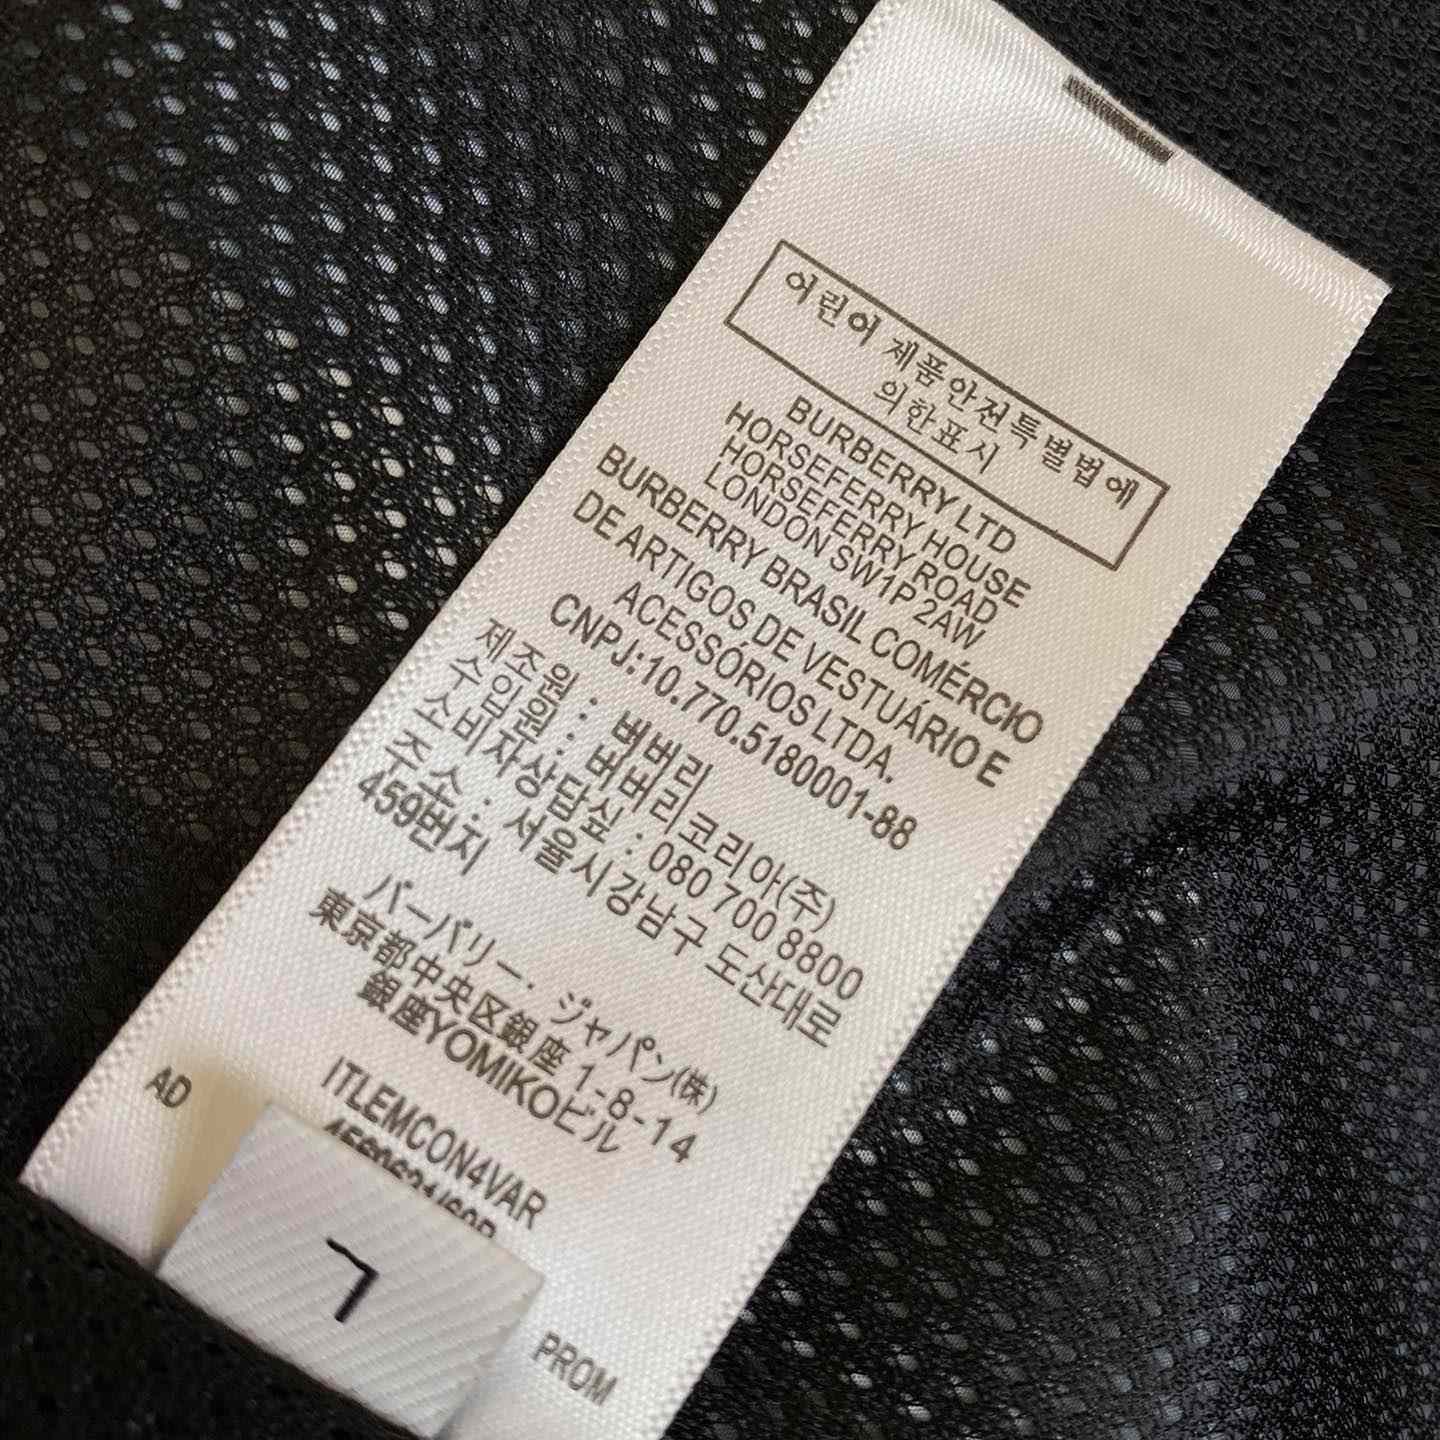 어린어 제품안전특별법에
의한표시
BURBERRY LTD
HORSEFERRY HOUSE
HORSEFERRY ROAD
LONDON SW1P 2AW
BURBERRY BRASIL COMÉRCIO
DE ARTIGOS DE VESTUÁRIO E
ACESSÓRIOS LTDA.
CNPJ:10.770.5180001-88
제조원 : 버버리
수입원 : 버버리코리아(주)
소비자상답싶 : 080 700 8800
주소 : 서울시강남구 도산대로
459번지
バーバリー．ジャパン(株)
東京都中央区銀座 1-8-14
銀座YOMIKOビル
AD
ITLEMCON4VAR
7
PROM